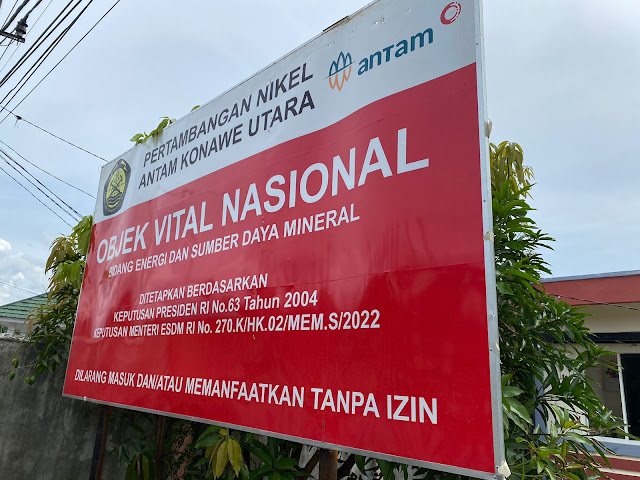 PERTAMBANGAN NIKEL
ANTAM KONAWE UTARA
anTam
OBJEK VITAL NASIONAL
BIDANG ENERGI DAN SUMBER DAYA MINERAL
DITETAPKAN BERDASARKAN
KEPUTUSAN PRESIDEN RI No.63 Tahun 2004
KEPUTUSAN MENTERI ESDM RI No. 270.K/HK.02/MEM.S/2022
DILARANG MASUK DAN/ATAU MEMANFAATKAN TANPA IZIN